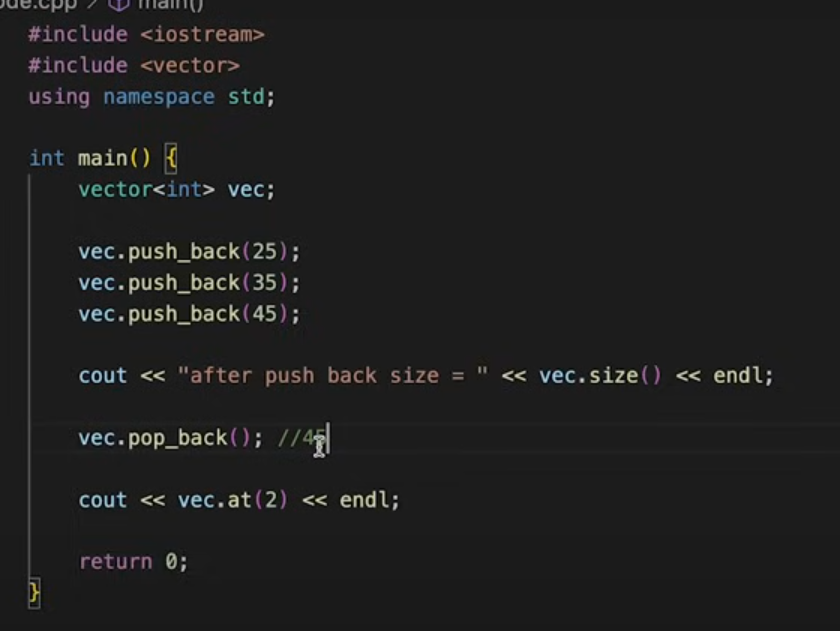 ode.cpp > main()
#include <iostream>
#include <vector>
using namespace std;
int main() {
vector<int> vec;
vec.push_back(25);
vec.push_back(35);
vec.push_back(45);
cout << "after push back size = " << vec.size() << endl;
vec.pop_back(); //45
cout << vec.at(2) << endl;
return 0;
}